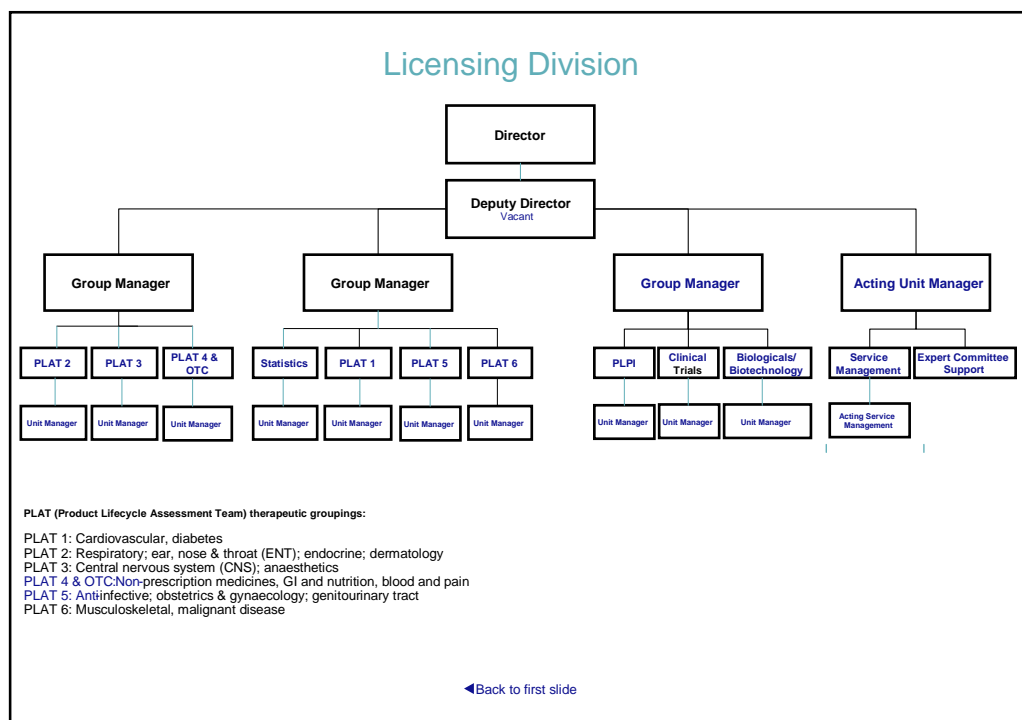 Licensing Division
Director
Deputy Director
Vacant
Group Manager
Group Manager
Group Manager
Acting Unit Manager
PLAT 2
PLAT 3
PLAT 4 &
OTC
Statistics
PLAT 1
PLAT 5
PLAT 6
PLPI
Clinical
Trials
Biologicals/
Biotechnology
Service
Management
Expert Committee
Support
Unit Manager
Unit Manager
Unit Manager
Unit Manager
Unit Manager
Unit Manager
Unit Manager
Unit Manager
Unit Manager
Unit Manager
Acting Service
Management
PLAT (Product Lifecycle Assessment Team) therapeutic groupings:
PLAT 1: Cardiovascular, diabetes
PLAT 2: Respiratory; ear, nose & throat (ENT); endocrine; dermatology
PLAT 3: Central nervous system (CNS); anaesthetics
PLAT 4 & OTC:Non-prescription medicines, GI and nutrition, blood and pain
PLAT 5: Anti-infective; obstetrics & gynaecology; genitourinary tract
PLAT 6: Musculoskeletal, malignant disease
Back to first slide